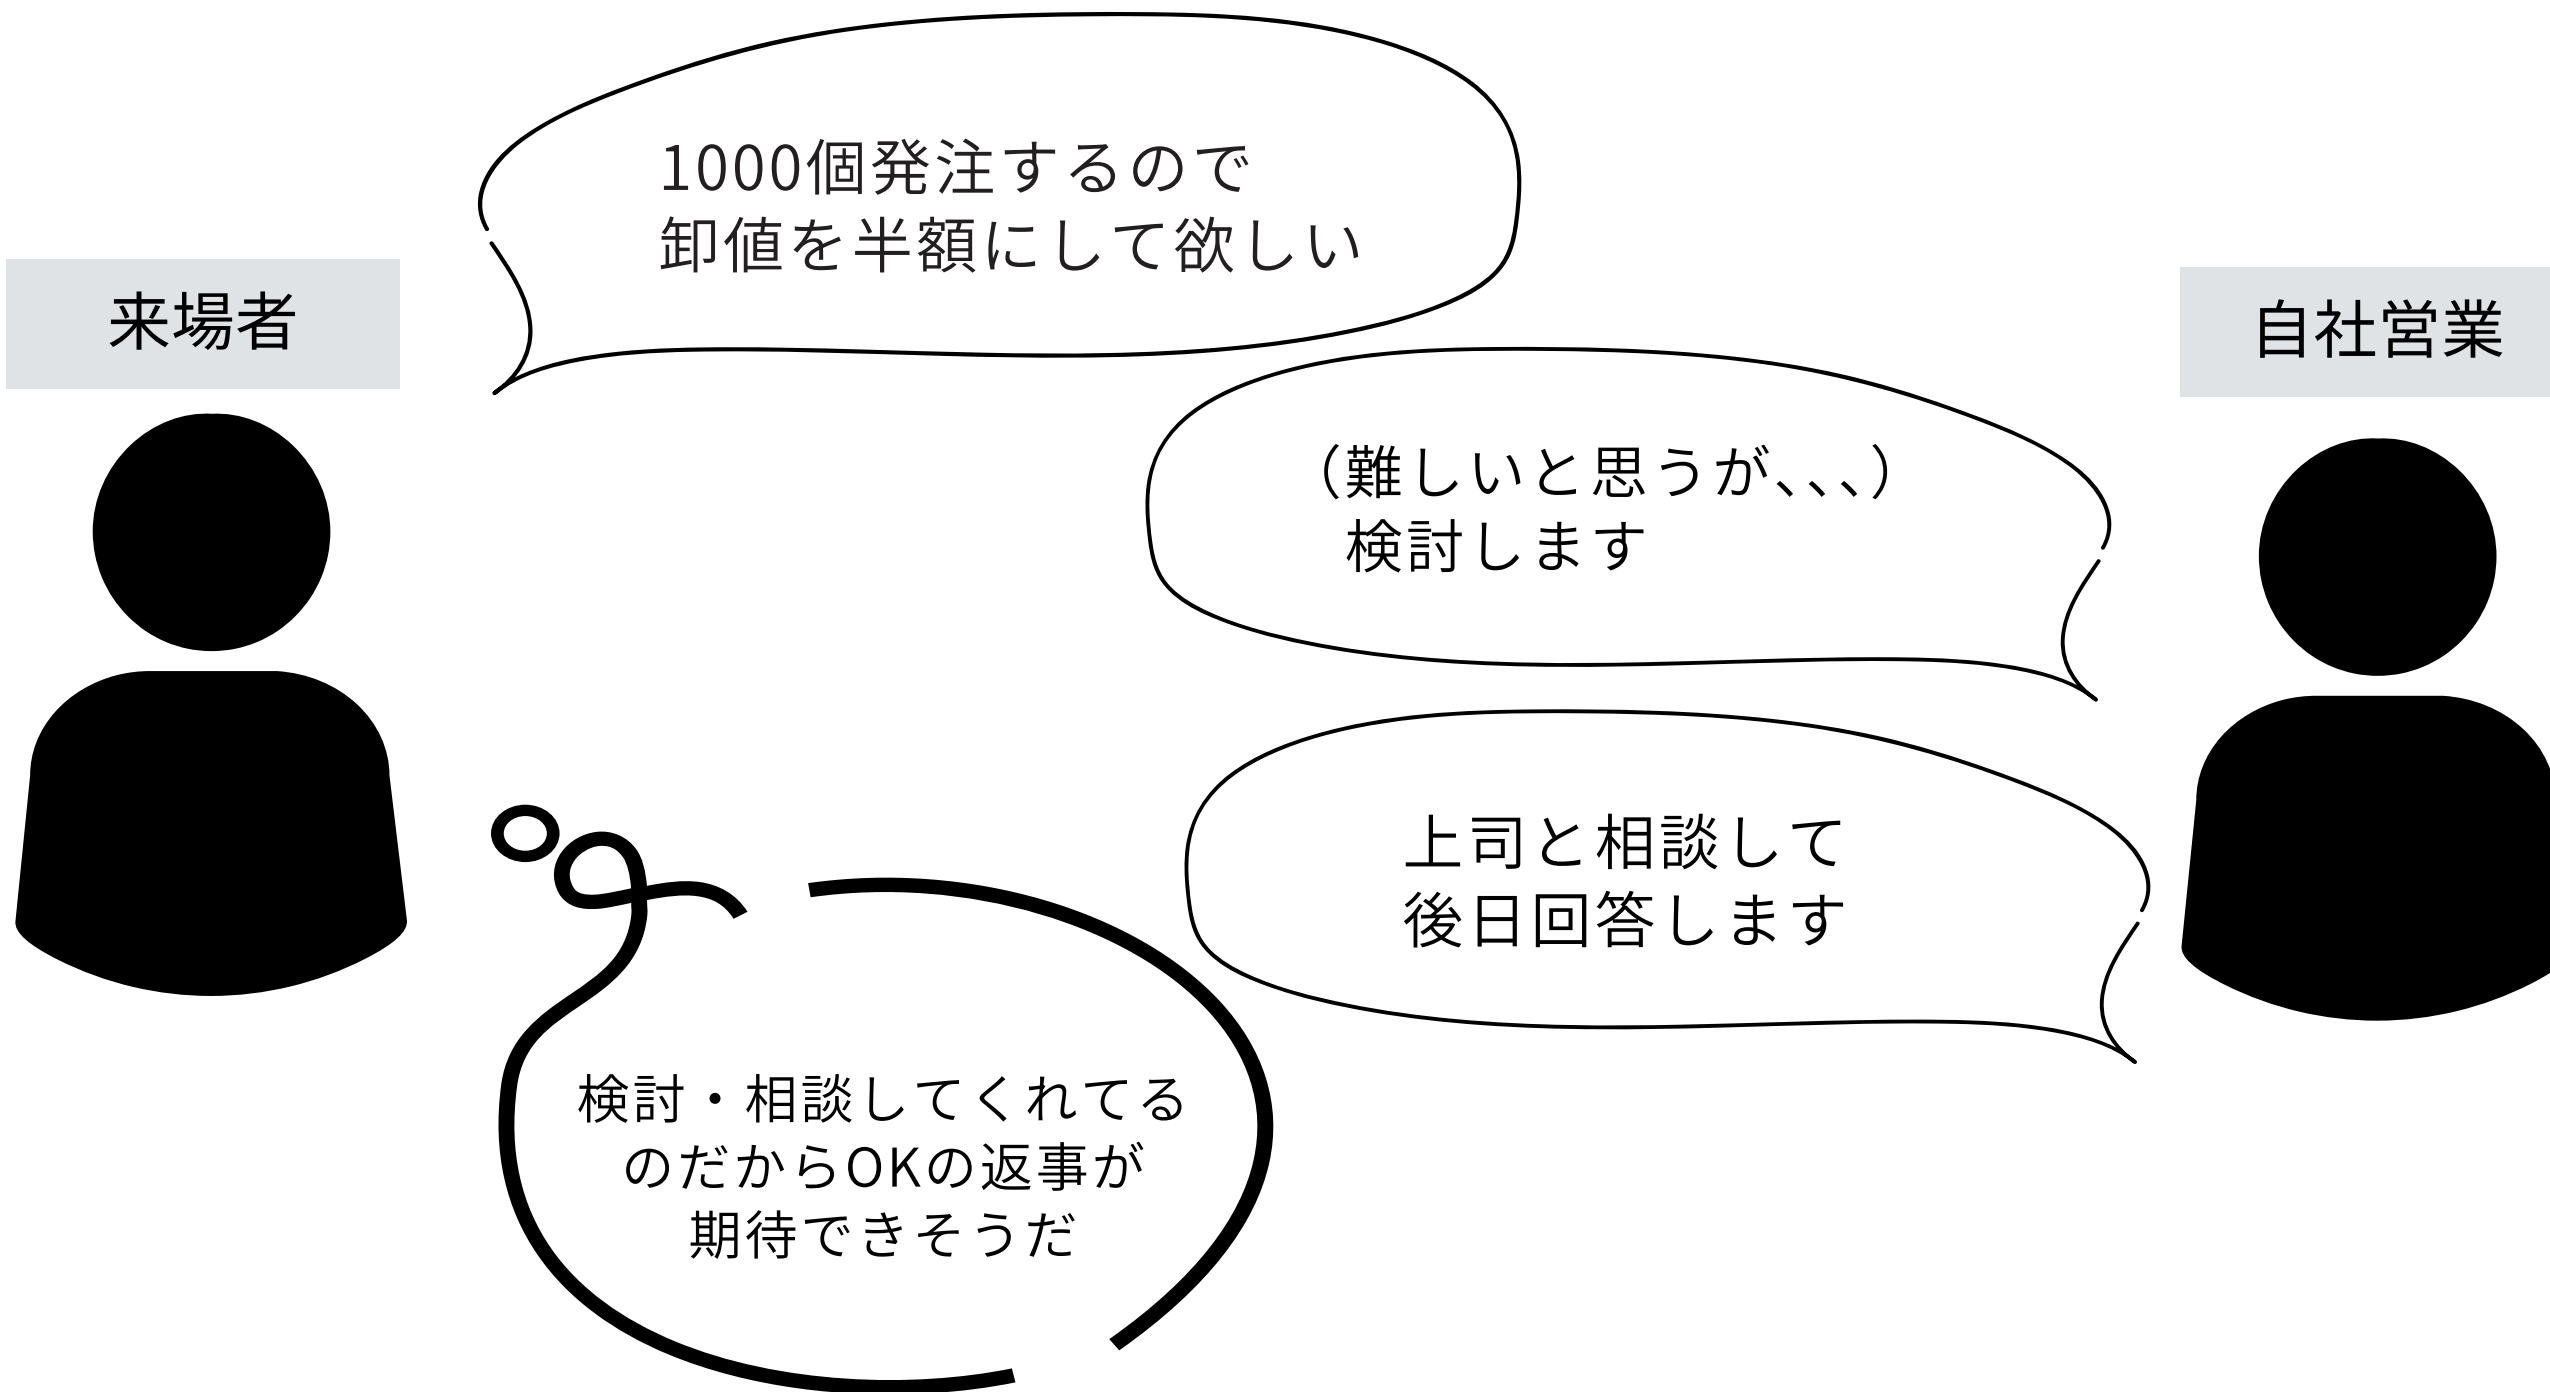 来場者
1000個発注するので
卸値を半額にして欲しい
自社営業
（難しいと思うが、、、）
検討します
上司と相談して
後日回答します
検討・相談してくれてる
のだからOKの返事が
期待できそうだ